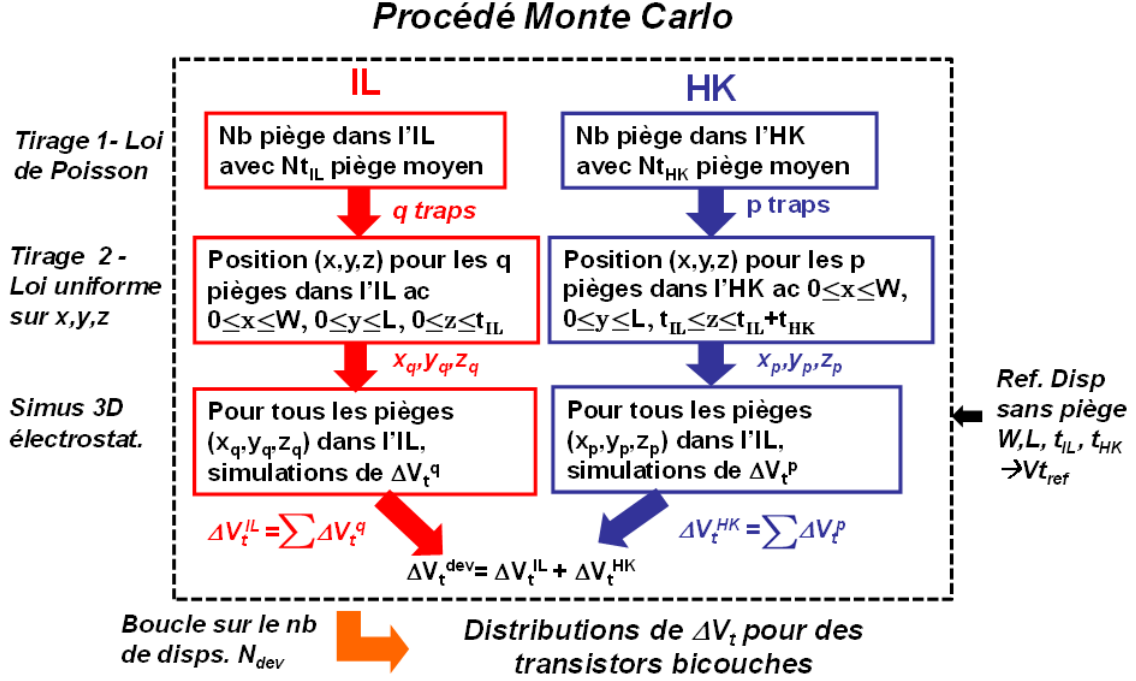 Procédé Monte Carlo
IL
HK
Tirage 1- Loi
de Poisson
Nb piège dans l'IL
avec Nt_IL piège moyen
Nb piège dans l'HK
avec Nt_HK piège moyen
q traps
p traps
Tirage 2 -
Loi uniforme
sur x,y,z
Position (x,y,z) pour les q
pièges dans l'IL ac
0≤x≤W, 0≤y≤L, 0≤z≤t_IL
Position (x,y,z) pour les p
pièges dans l'HK ac 0≤x≤W,
0≤y≤L, t_IL≤z≤t_IL+t_HK
x_q,y_q,z_q
x_p,y_p,z_p
Simus 3D
électrostat.
Pour tous les pièges
(x_q,y_q,z_q) dans l'IL,
simulations de ΔV_t^q
Pour tous les pièges
(x_p,y_p,z_p) dans l'IL,
simulations de ΔV_t^p
Ref. Disp
sans piège
W,L, t_IL, t_HK
→Vt_ref
ΔV_t^IL =∑ ΔV_t^q
ΔV_t^HK =∑ ΔV_t^p
ΔV_t^dev= ΔV_t^IL + ΔV_t^HK
Boucle sur le nb
de disps. N_dev
Distributions de ΔV_t pour des
transistors bicouches